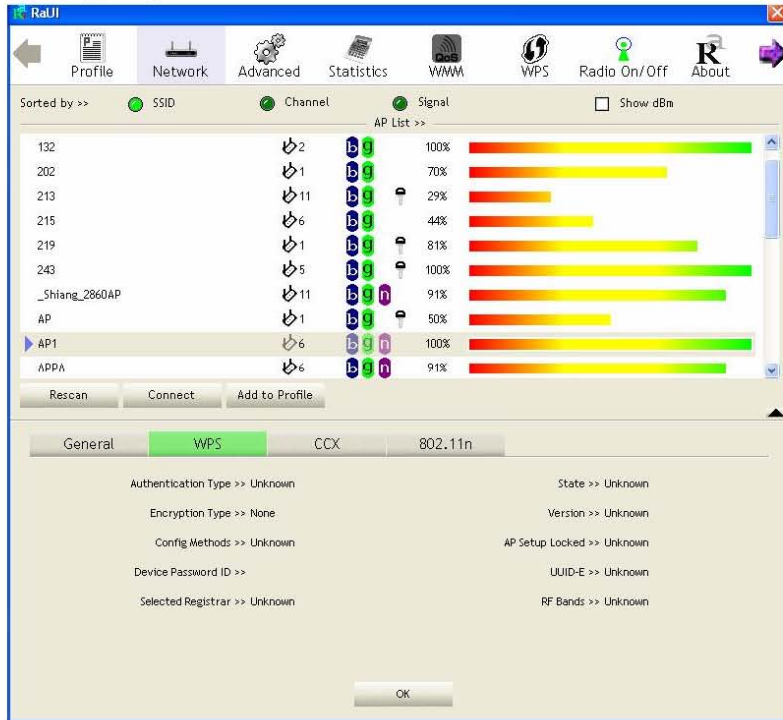 RaUI
Profile Network Advanced Statistics WMM WPS Radio On/Off About
QoS
Sorted by >> SSID Channel Signal Show dBm
AP List >>
132 2 b g 100%
202 1 b g 70%
213 11 b g 29%
215 6 b g 44%
219 1 b g 81%
243 5 b g 100%
_Shiang_2860AP 11 b g n 91%
AP 1 b g 50%
AP1 6 b g n 100%
APPA 6 b g n 91%
Rescan Connect Add to Profile
General WPS CCX 802.11n
Authentication Type >> Unknown State >> Unknown
Encryption Type >> None Version >> Unknown
Config Methods >> Unknown AP Setup Locked >> Unknown
Device Password ID >> UUID-E >> Unknown
Selected Registrar >> Unknown RF Bands >> Unknown
OK